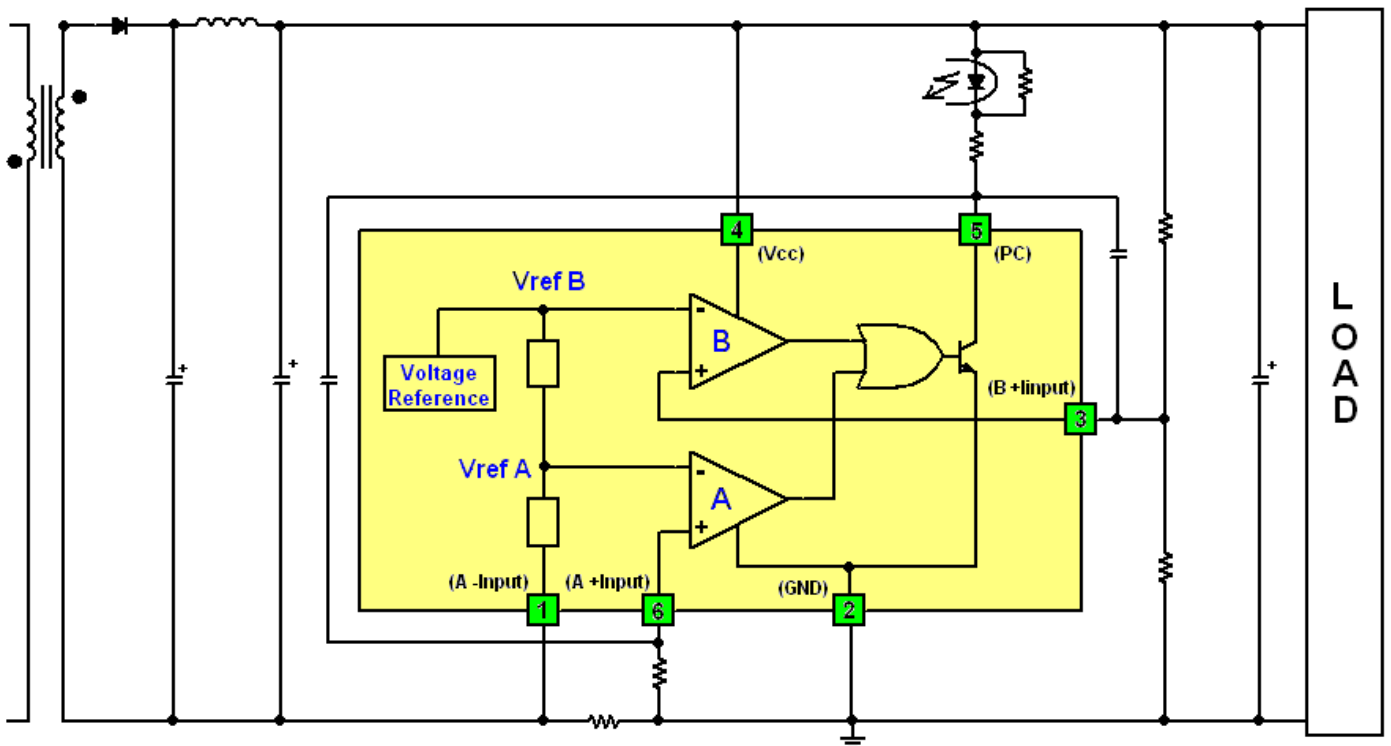 4
5
(Vcc)
(PC)
Vref B
-
B
+
Voltage
Reference
(B +Iinput)
3
Vref A
-
A
+
(A -Input)
(A +Input)
(GND)
1
6
2
+
+
+
L
O
A
D